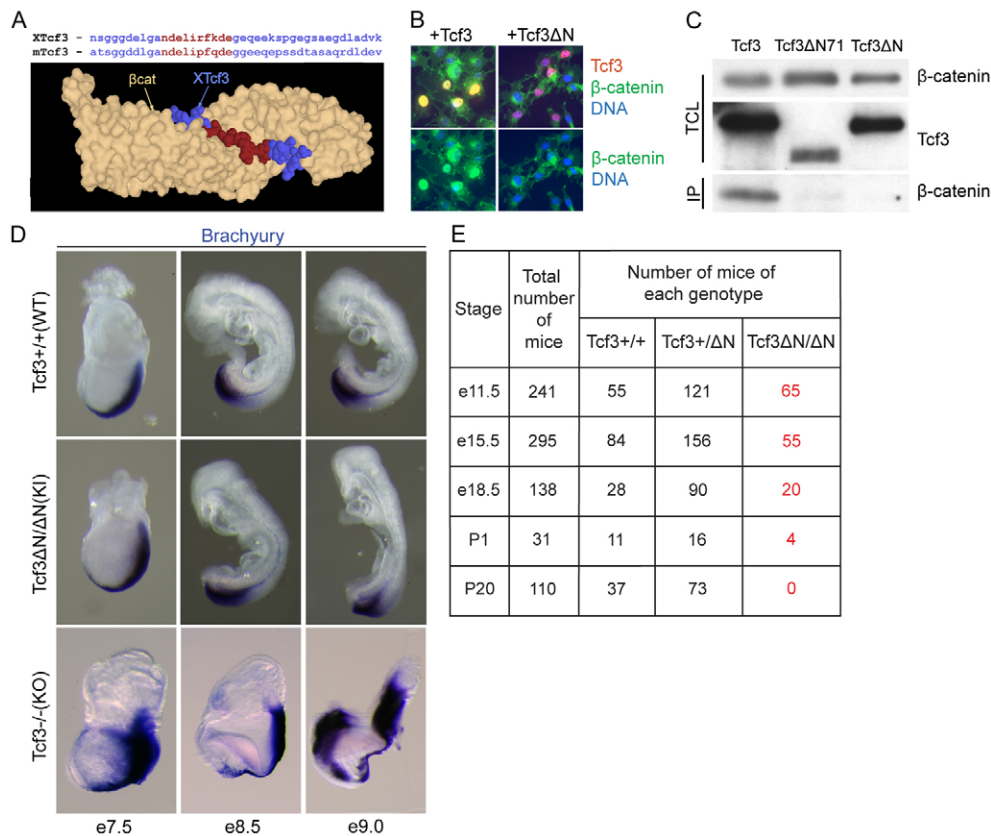 A
XTcf3 - nsgggdelgandelirfkdegeqeekspgegsaegdladvk
mTcf3 - atsggddlgandelipfqdeggeeqepssdtasaqrdldev
βcat
XTcf3
B
+Tcf3
+Tcf3ΔN
Tcf3
β-catenin
DNA
β-catenin
DNA
C
Tcf3
Tcf3ΔN71
Tcf3ΔN
TCL
β-catenin
Tcf3
IP
β-catenin
D
Brachyury
Tcf3+/+(WT)
Tcf3ΔN/ΔN(KI)
Tcf3-/-(KO)
e7.5
e8.5
e9.0
E
Stage
Total number of mice
Number of mice of each genotype
Tcf3+/+
Tcf3+/ΔN
Tcf3ΔN/ΔN
e11.5 241 55 121 65
e15.5 295 84 156 55
e18.5 138 28 90 20
P1 31 11 16 4
P20 110 37 73 0